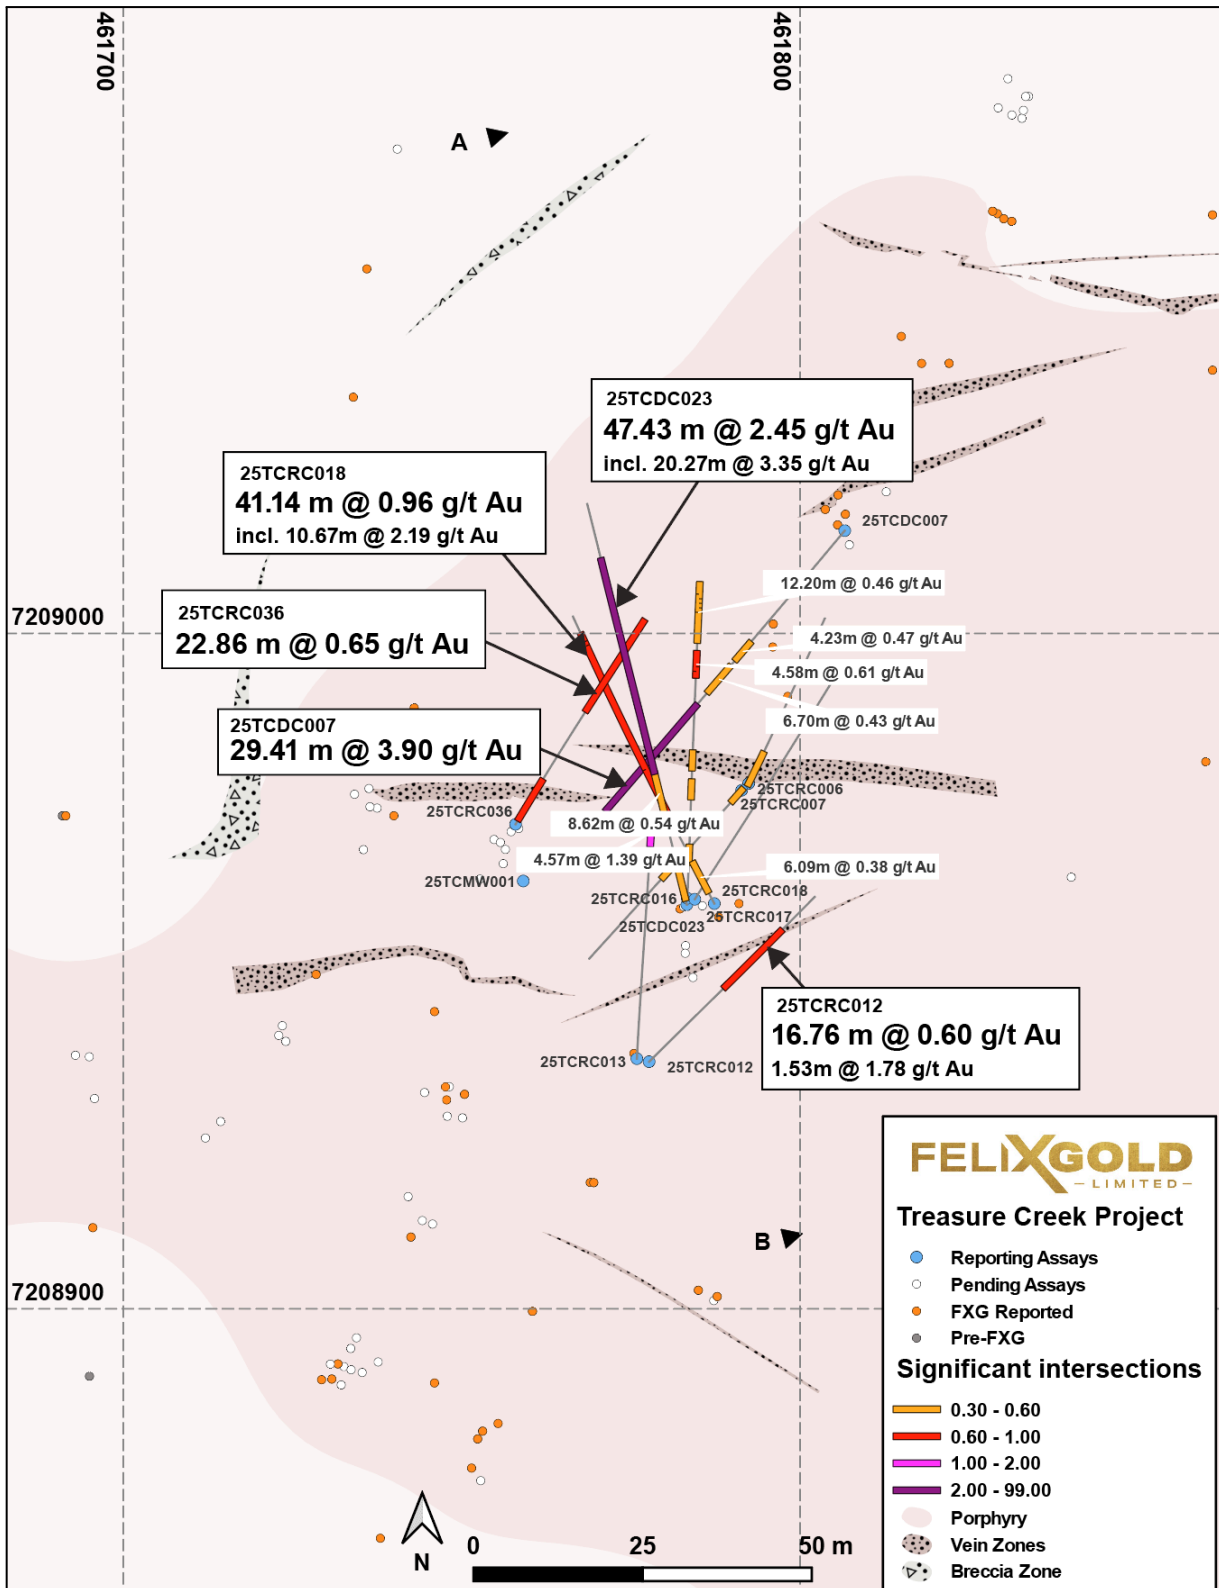 461700
461800
A
25TCDC023
47.43 m @ 2.45 g/t Au
incl. 20.27m @ 3.35 g/t Au
25TCRC018
41.14 m @ 0.96 g/t Au
incl. 10.67m @ 2.19 g/t Au
25TCDC007
12.20m @ 0.46 g/t Au
7209000
25TCRC036
22.86 m @ 0.65 g/t Au
4.23m @ 0.47 g/t Au
4.58m @ 0.61 g/t Au
6.70m @ 0.43 g/t Au
25TCDC007
29.41 m @ 3.90 g/t Au
25TCRC006
25TCRC007
25TCRC036
8.62m @ 0.54 g/t Au
4.57m @ 1.39 g/t Au
6.09m @ 0.38 g/t Au
25TCMW001
25TCRC016
25TCRC018
25TCRC017
25TCDC023
25TCRC012
16.76 m @ 0.60 g/t Au
1.53m @ 1.78 g/t Au
25TCRC013
25TCRC012
B
7208900
FELIXGOLD
LIMITED
Treasure Creek Project
Reporting Assays
Pending Assays
FXG Reported
Pre-FXG
Significant intersections
0.30 - 0.60
0.60 - 1.00
1.00 - 2.00
2.00 - 99.00
Porphyry
Vein Zones
Breccia Zone
N
0 25 50 m